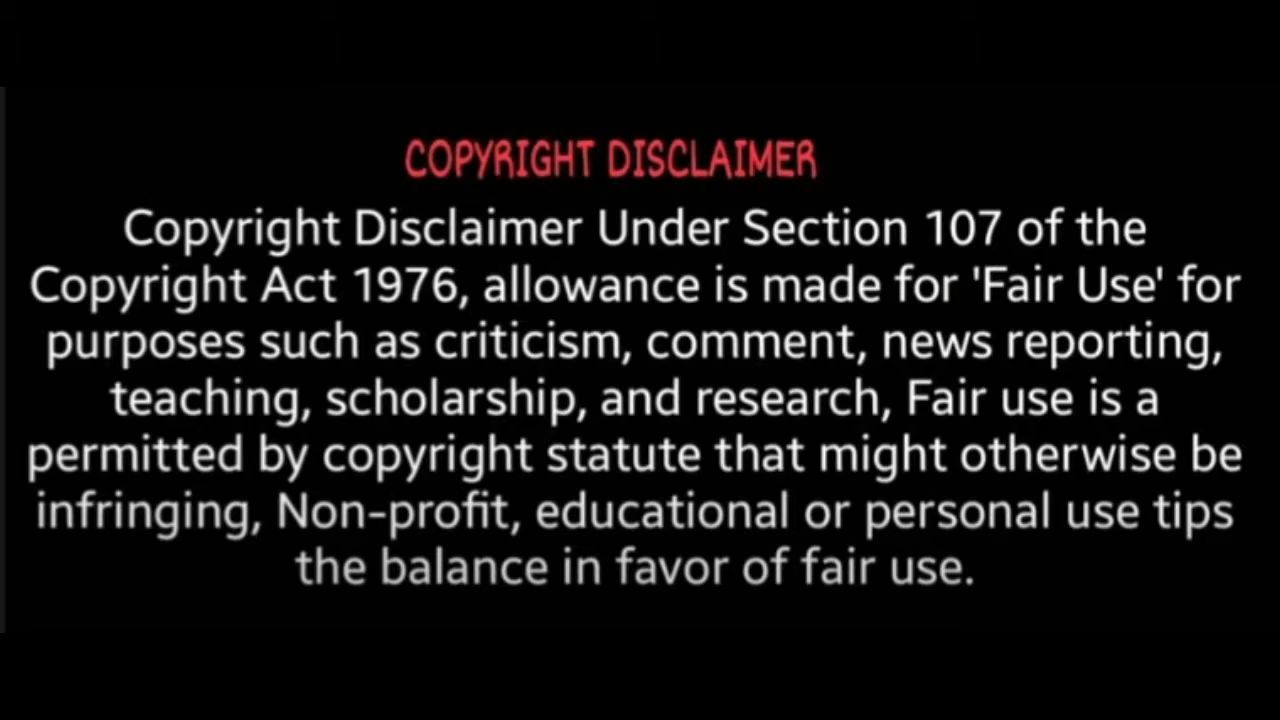 COPYRIGHT DISCLAIMER
Copyright Disclaimer Under Section 107 of the
Copyright Act 1976, allowance is made for 'Fair Use' for
purposes such as criticism, comment, news reporting,
teaching, scholarship, and research, Fair use is a
permitted by copyright statute that might otherwise be
infringing, Non-profit, educational or personal use tips
the balance in favor of fair use.